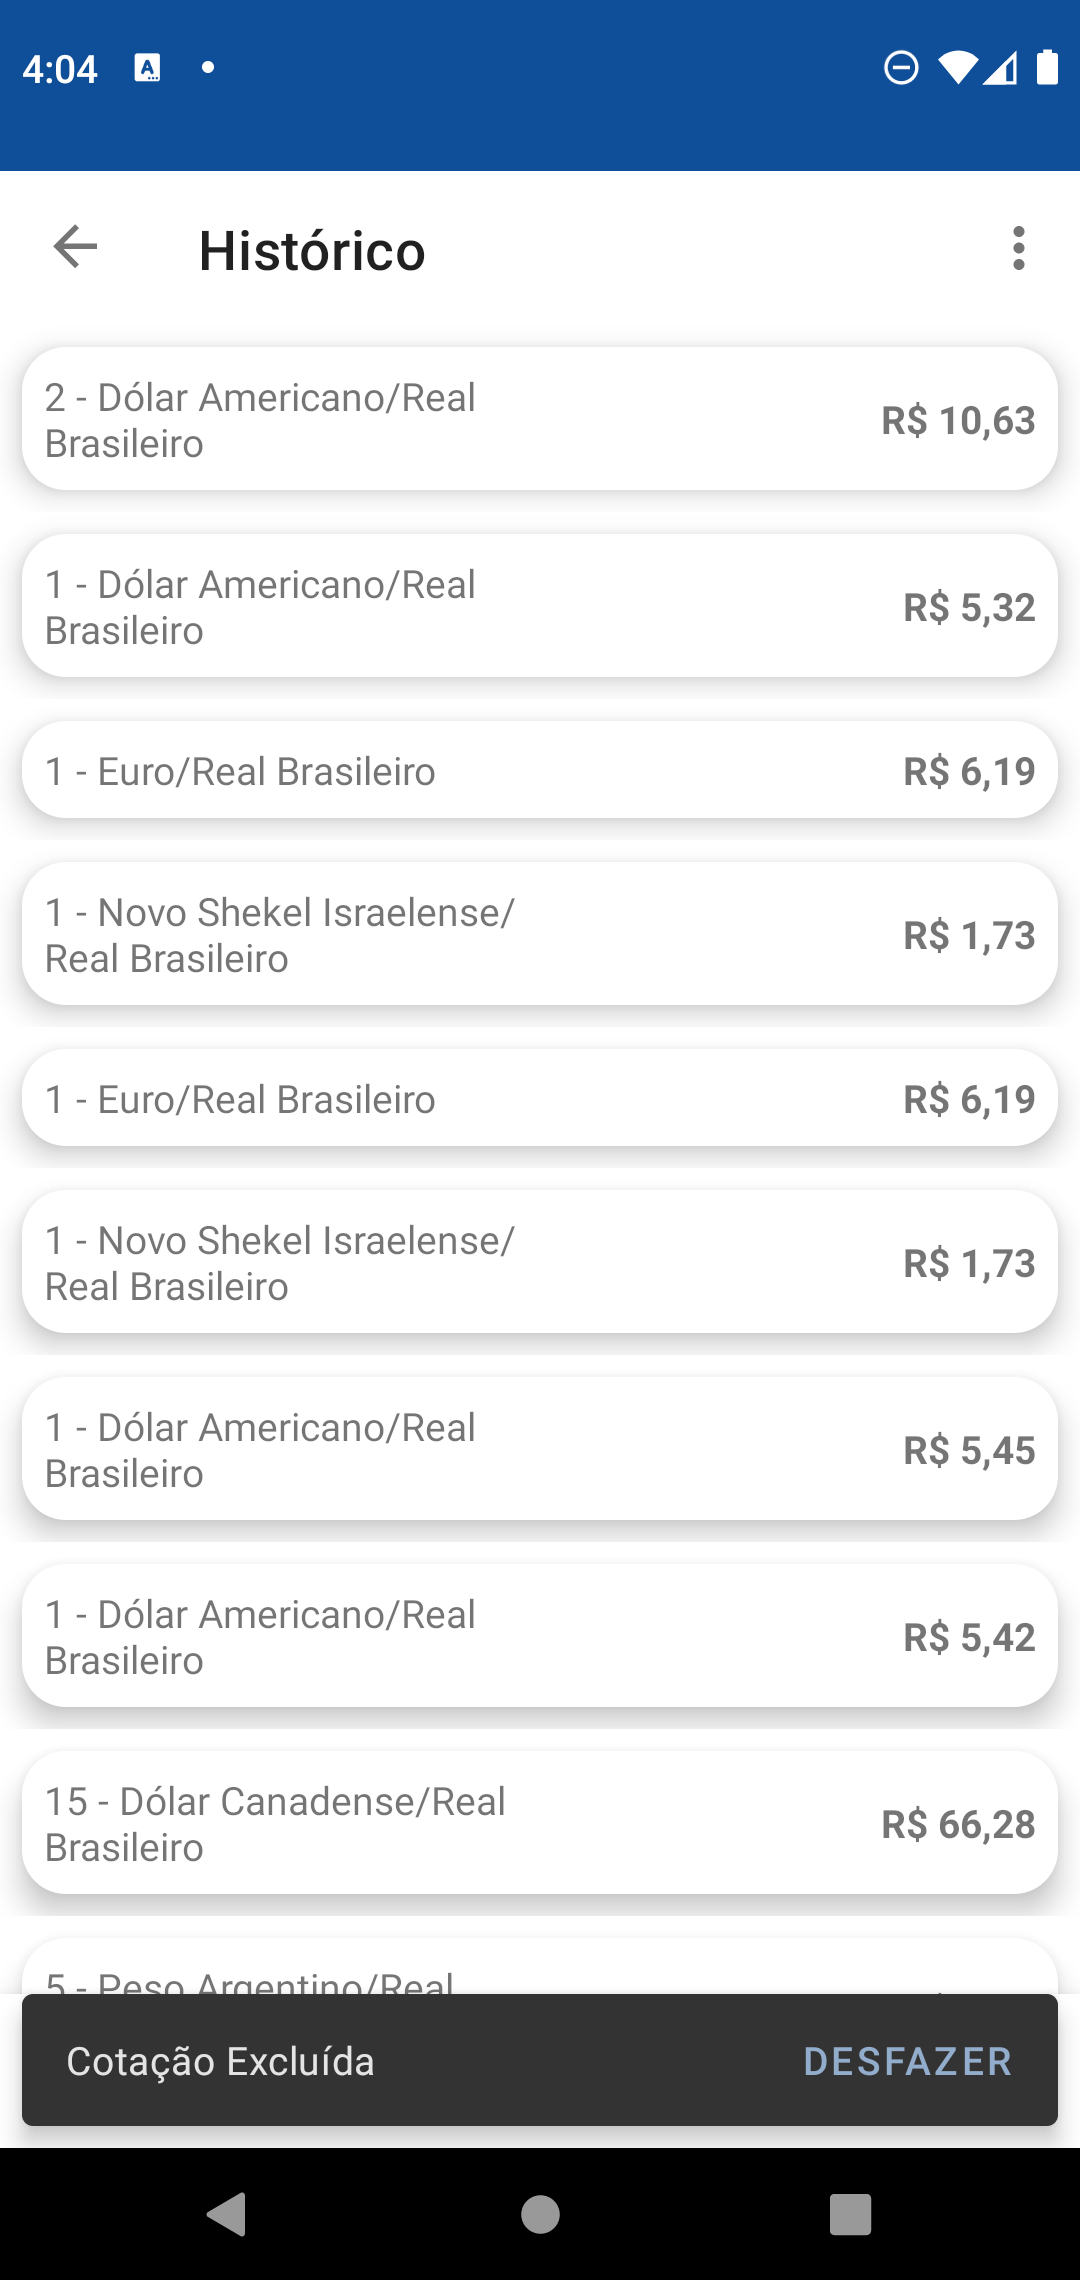 4:04
Histórico
2 - Dólar Americano/Real
Brasileiro
R$ 10,63
1 - Dólar Americano/Real
Brasileiro
R$ 5,32
1 - Euro/Real Brasileiro
R$ 6,19
1 - Novo Shekel Israelense/
Real Brasileiro
R$ 1,73
1 - Euro/Real Brasileiro
R$ 6,19
1 - Novo Shekel Israelense/
Real Brasileiro
R$ 1,73
1 - Dólar Americano/Real
Brasileiro
R$ 5,45
1 - Dólar Americano/Real
Brasileiro
R$ 5,42
15 - Dólar Canadense/Real
Brasileiro
R$ 66,28
5 - Peso Argentino/Real
Cotação Excluída
DESFAZER